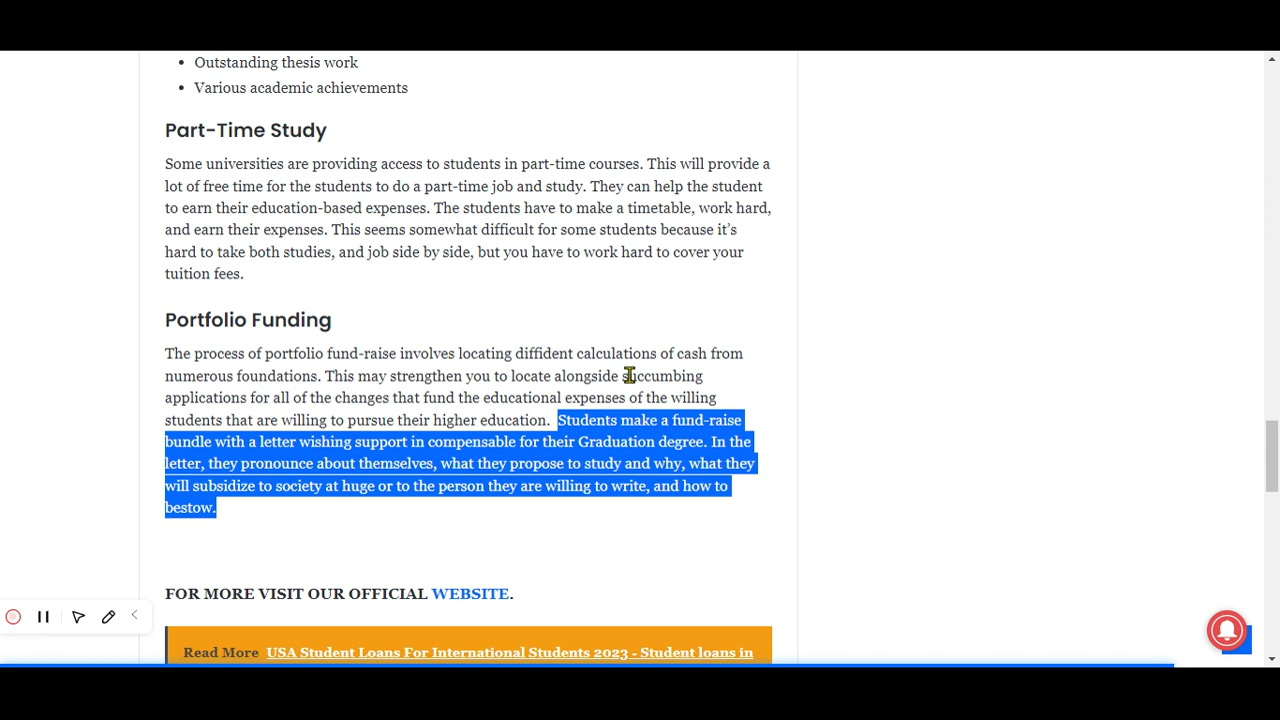 Outstanding thesis work
Various academic achievements
Part-Time Study
Some universities are providing access to students in part-time courses. This will provide a
lot of free time for the students to do a part-time job and study. They can help the student
to earn their education-based expenses. The students have to make a timetable, work hard,
and earn their expenses. This seems somewhat difficult for some students because it's
hard to take both studies, and job side by side, but you have to work hard to cover your
tuition fees.
Portfolio Funding
The process of portfolio fund-raise involves locating diffident calculations of cash from
numerous foundations. This may strengthen you to locate alongside succumbing
applications for all of the changes that fund the educational expenses of the willing
students that are willing to pursue their higher education. Students make a fund-raise
bundle with a letter wishing support in compensable for their Graduation degree. In the
letter, they pronounce about themselves, what they propose to study and why, what they
will subsidize to society at huge or to the person they are willing to write, and how to
bestow.
FOR MORE VISIT OUR OFFICIAL WEBSITE.
Read More USA Student Loans For International Students 2023 - Student loans in